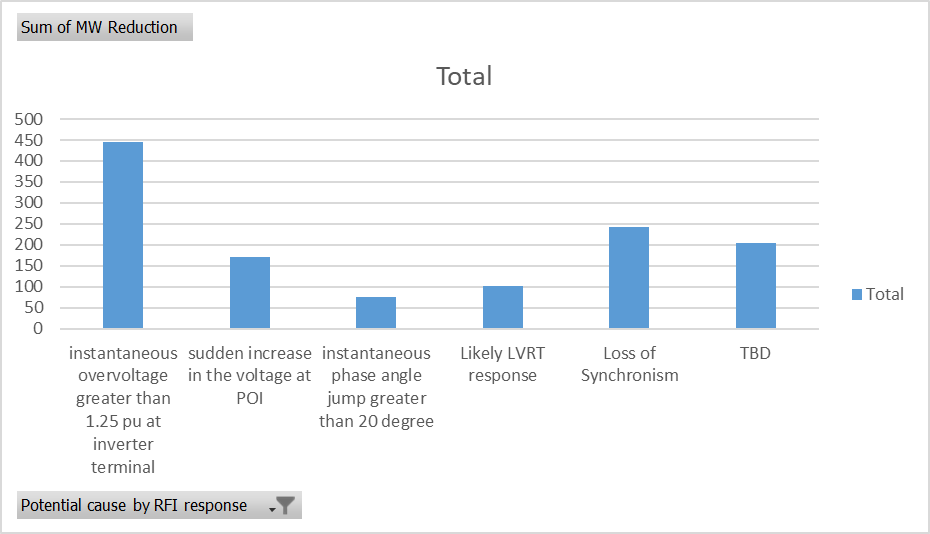 Sum of MW Reduction
Total
500
450
400
350
300
250
200
150
100
50
0
instantaneous
overvoltage
greater than
1.25 pu at
inverter
terminal
sudden increase
in the voltage at
POI
instantaneous
phase angle
jump greater
than 20 degree
Likely LVRT
response
Loss of
Synchronism
TBD
Total
Potential cause by RFI response